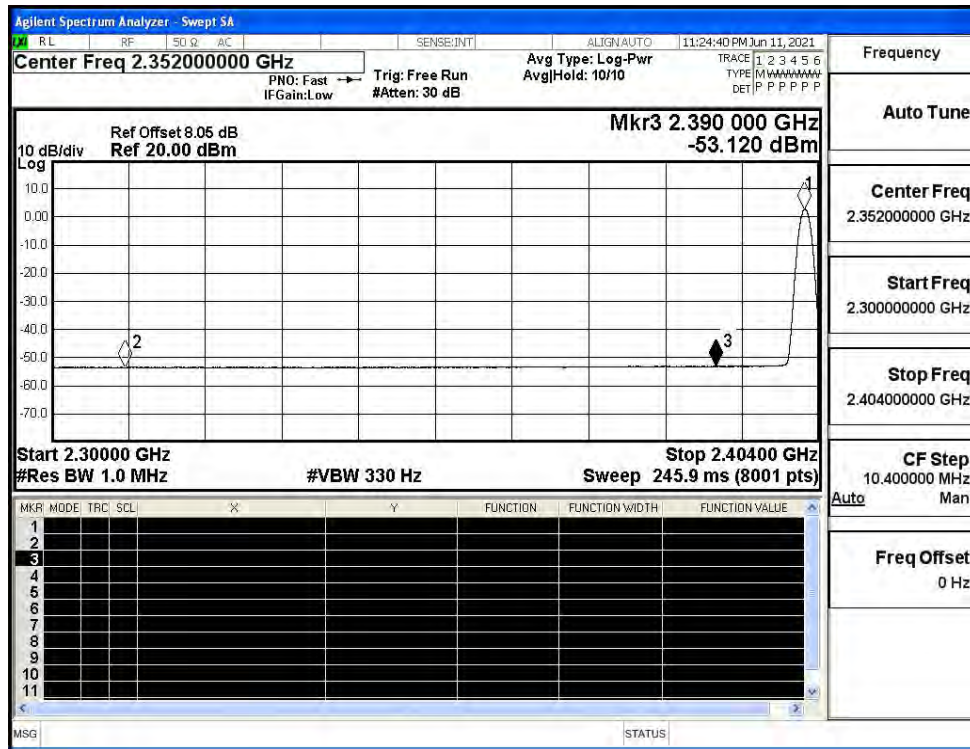 Agilent Spectrum Analyzer - Swept SA
LXI RL RF 50 Ω AC SENSE:INT ALIGNAUTO 11:24:40 PM Jun 11, 2021
Center Freq 2.352000000 GHz
PNO: Fast
IFGain:Low
Trig: Free Run
#Atten: 30 dB
Avg Type: Log-Pwr
Avg|Hold: 10/10
TRACE 1 2 3 4 5 6
TYPE M WWWWW
DET P P P P P P
Frequency
Auto Tune
Mkr3 2.390 000 GHz
-53.120 dBm
Ref Offset 8.05 dB
10 dB/div Ref 20.00 dBm
Log
10.0
0.00
-10.0
-20.0
-30.0
-40.0
-50.0
-60.0
-70.0
1
2
3
Center Freq
2.352000000 GHz
Start Freq
2.300000000 GHz
Stop Freq
2.404000000 GHz
Start 2.30000 GHz Stop 2.40400 GHz
#Res BW 1.0 MHz #VBW 330 Hz Sweep 245.9 ms (8001 pts)
CF Step
10.400000 MHz
Auto Man
Freq Offset
0 Hz
MKR MODE TRC SCL X Y FUNCTION FUNCTION WIDTH FUNCTION VALUE
1
2
3
4
5
6
7
8
9
10
11
MSG STATUS